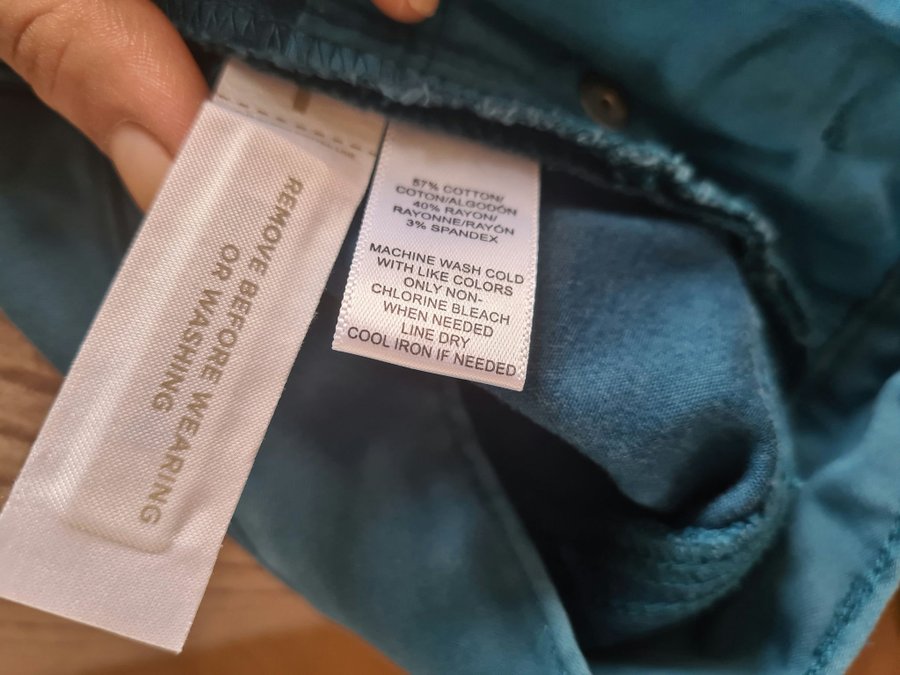 REMOVE BEFORE WEARING
OR WASHING
57% COTTON/
COTON/ALGODÓN
40% RAYON/
RAYONNE/RAYÓN
3% SPANDEX
MACHINE WASH COLD
WITH LIKE COLORS
ONLY NON-
CHLORINE BLEACH
WHEN NEEDED
LINE DRY
COOL IRON IF NEEDED